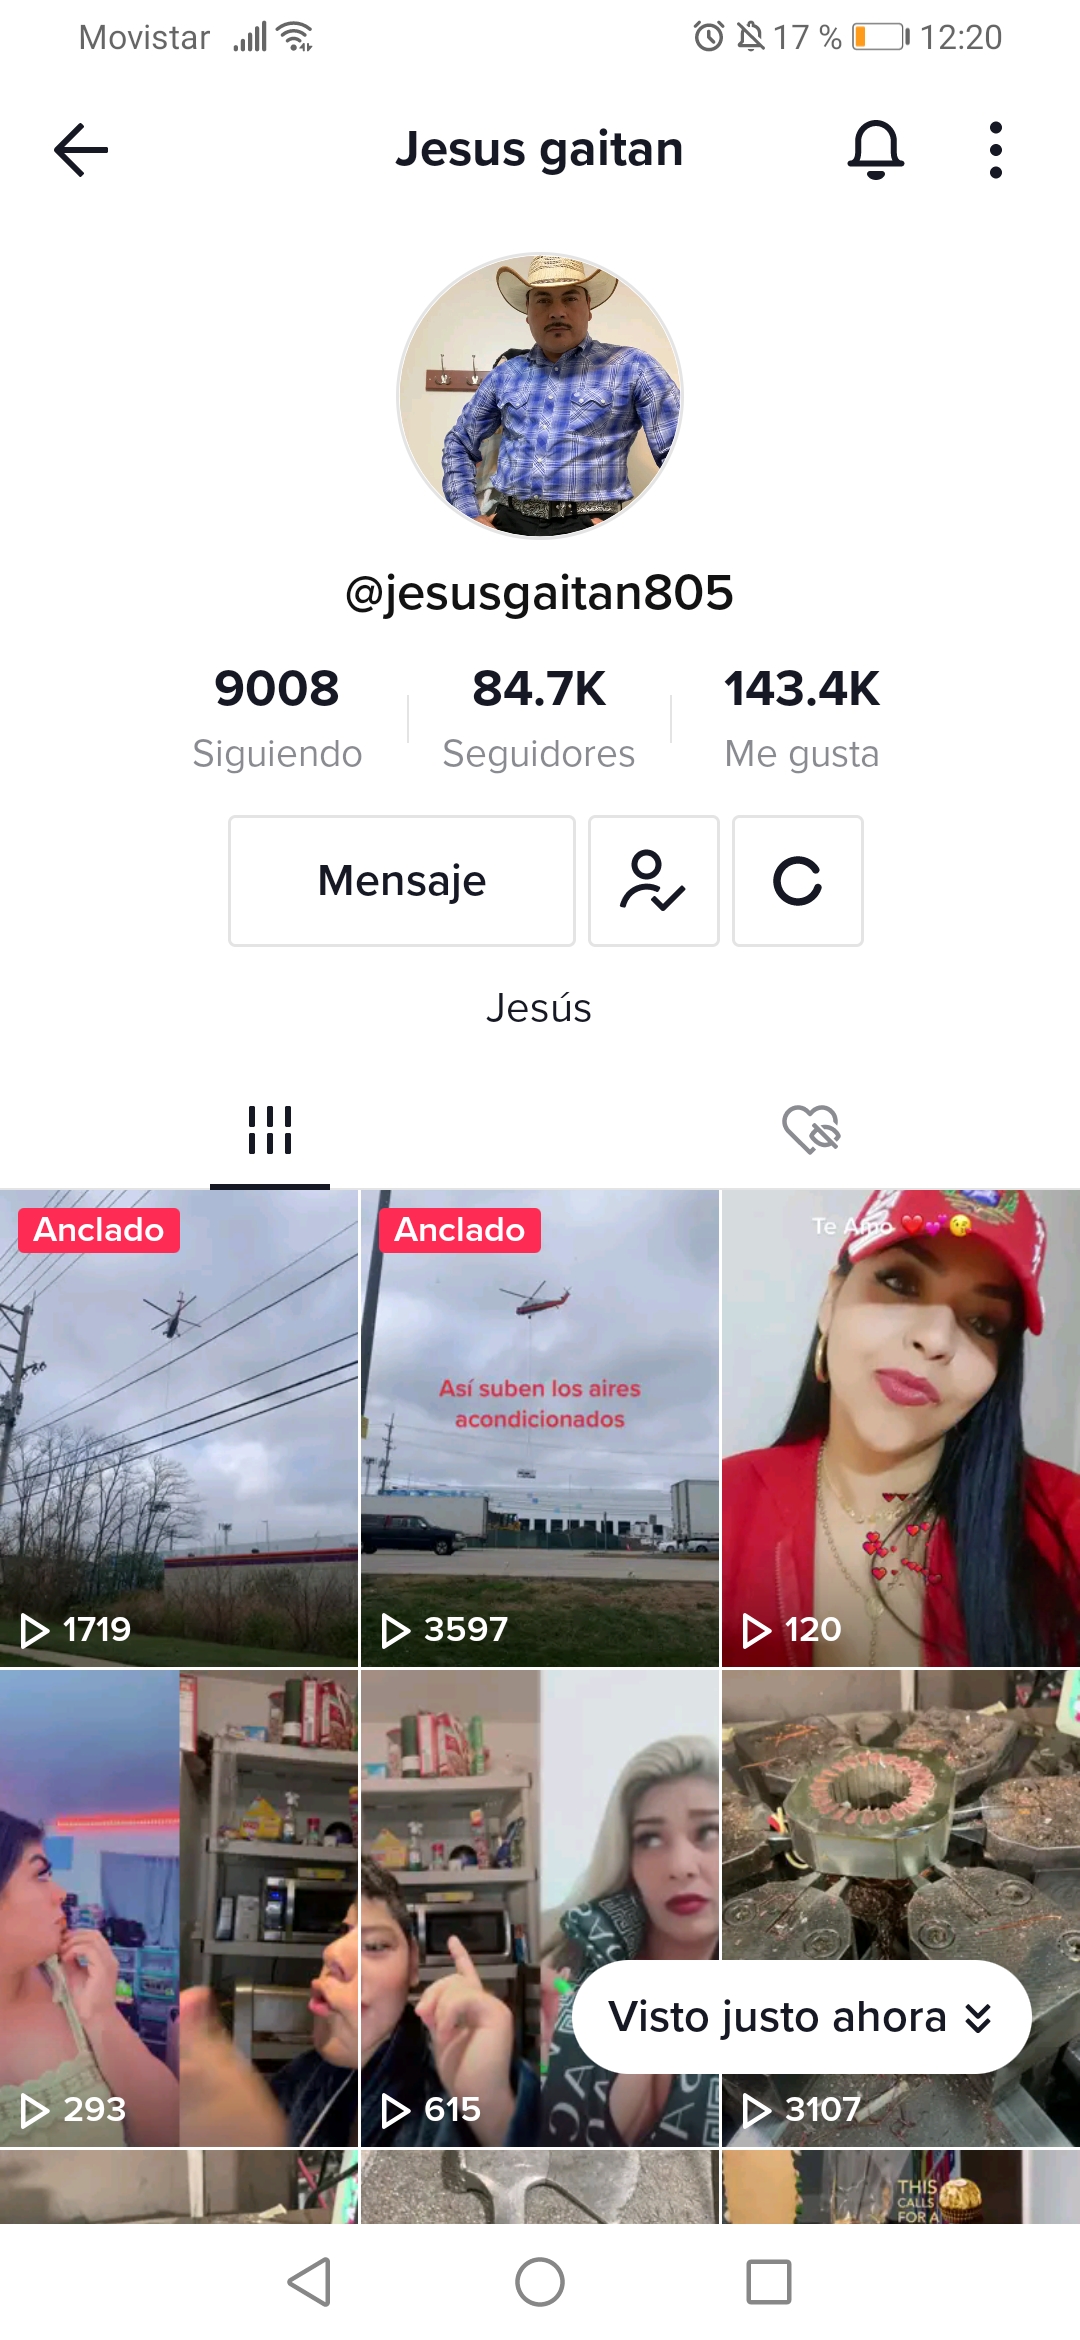 Movistar 17 % 12:20
Jesus gaitan
@jesusgaitan805
9008 84.7K 143.4K
Siguiendo Seguidores Me gusta
Mensaje
Jesús
Anclado
1719
Anclado
Así suben los aires
acondicionados
3597
Te Amo ❤️💕😘
120
293
615
3107
Visto justo ahora
THIS
CALLS
FOR A